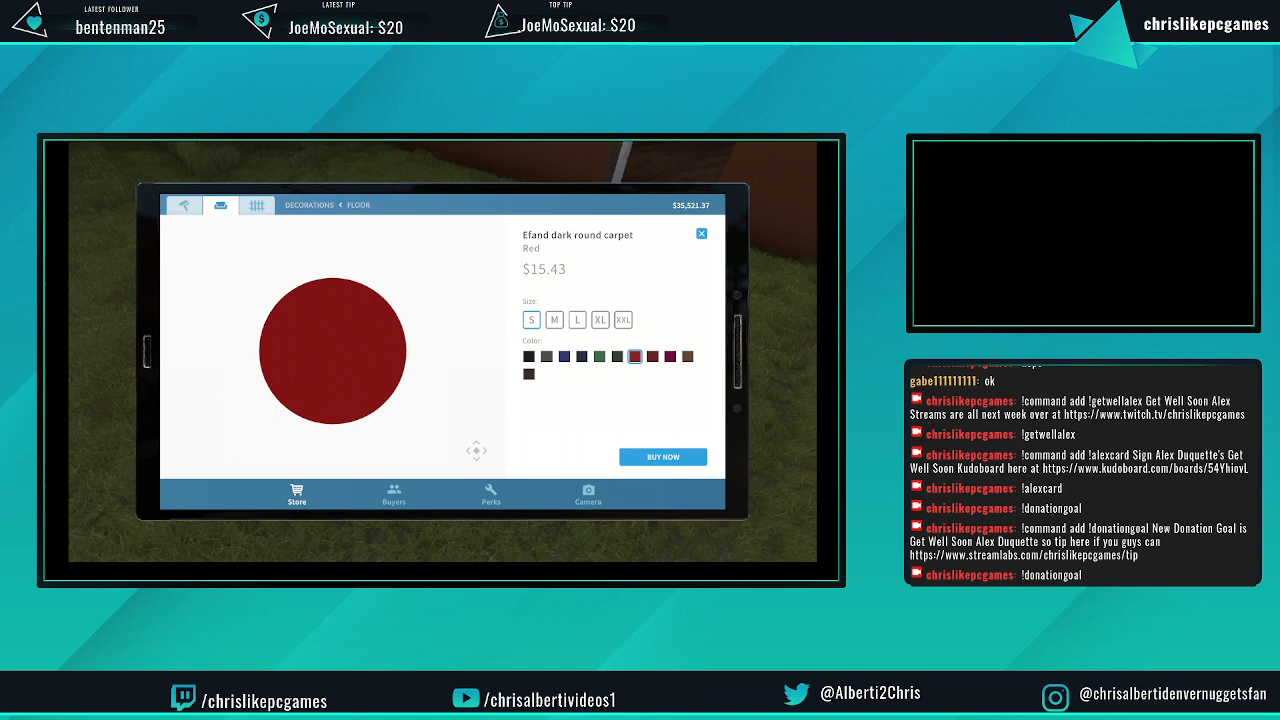 LATEST FOLLOWER
bentenman25
LATEST TIP
JoeMoSexual: $20
TOP TIP
JoeMoSexual: $20
chrislikepcgames
DECORATIONS < FLOOR
$35,521.37
Efand dark round carpet
Red
$15.43
Size:
S M L XL XXL
Color:
BUY NOW
Store
Buyers
Perks
Camera
gabe111111111: ok
chrislikepcgames: !command add !getwellalex Get Well Soon Alex
Streams are all next week over at https://www.twitch.tv/chrislikepcgames
chrislikepcgames: !getwellalex
chrislikepcgames: !command add !alexcard Sign Alex Duquette's Get
Well Soon Kudoboard here at https://www.kudoboard.com/boards/54YhiovL
chrislikepcgames: !alexcard
chrislikepcgames: !donationgoal
chrislikepcgames: !command add !donationgoal New Donation Goal is
Get Well Soon Alex Duquette so tip here if you guys can
https://www.streamlabs.com/chrislikepcgames/tip
chrislikepcgames: !donationgoal
/chrislikepcgames
/chrisalbertivideos1
@Alberti2Chris
@chrisalbertidenvernuggetsfan